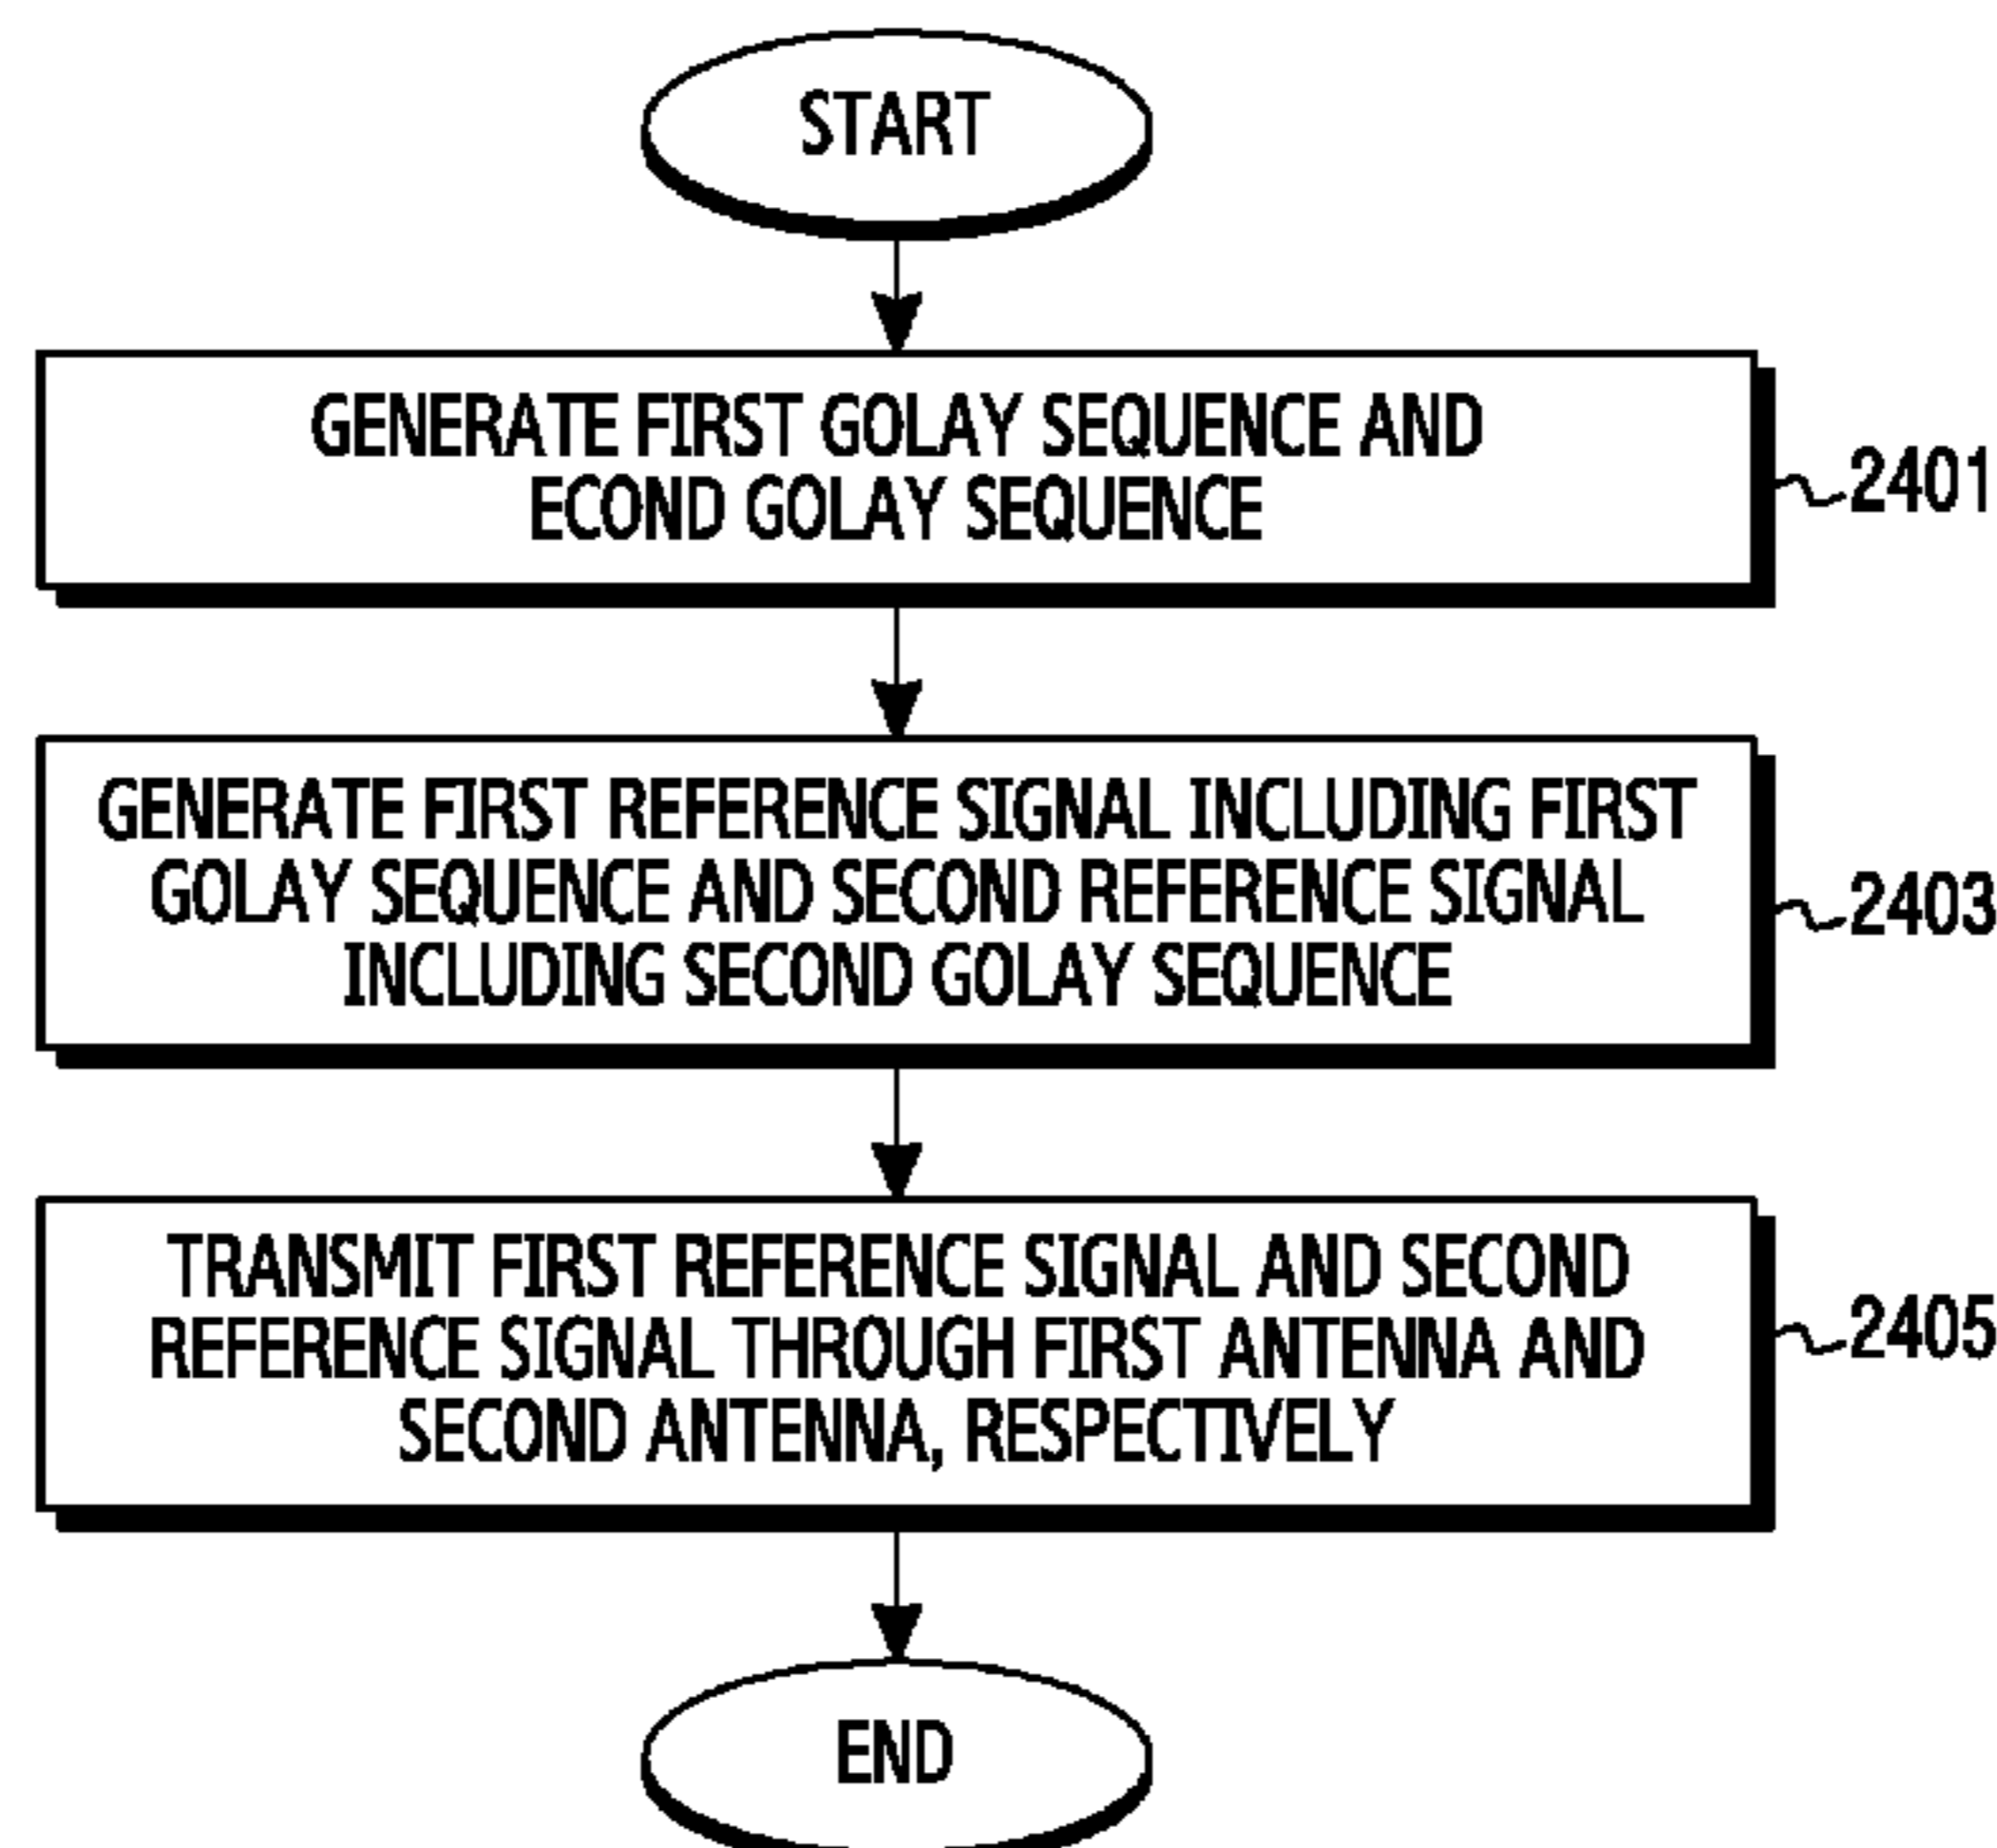 START
GENERATE FIRST GOLAY SEQUENCE AND
ECOND GOLAY SEQUENCE
2401
GENERATE FIRST REFERENCE SIGNAL INCLUDING FIRST
GOLAY SEQUENCE AND SECOND REFERENCE SIGNAL
INCLUDING SECOND GOLAY SEQUENCE
2403
TRANSMIT FIRST REFERENCE SIGNAL AND SECOND
REFERENCE SIGNAL THROUGH FIRST ANTENNA AND
SECOND ANTENNA, RESPECTIVELY
2405
END